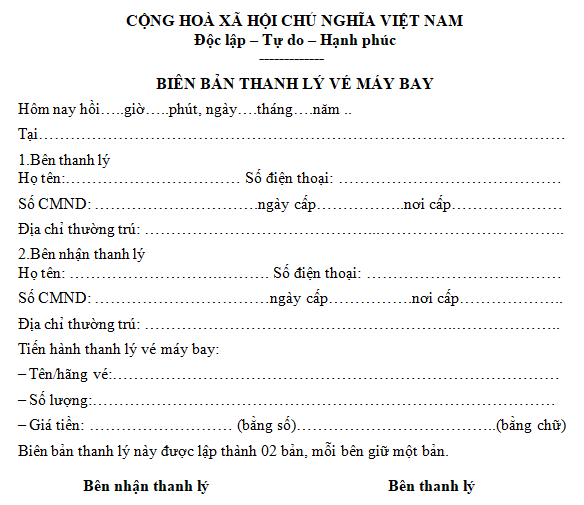 CỘNG HOÀ XÃ HỘI CHỦ NGHĨA VIỆT NAM
Độc lập – Tự do – Hạnh phúc
-------------
BIÊN BẢN THANH LÝ VÉ MÁY BAY
Hôm nay hồi…..giờ…..phút, ngày….tháng….năm ..
Tại……………………………………………………………………………………
1.Bên thanh lý
Họ tên:………………………… Số điện thoại: …………………………………
Số CMND: ……………………….ngày cấp…………….nơi cấp………………
Địa chỉ thường trú: ………………………………………………..……………..
2.Bên nhận thanh lý
Họ tên: …………………………… Số điện thoại: ……………………………
Số CMND: …………………………ngày cấp…………….nơi cấp………………..
Địa chỉ thường trú: ………………………………………………..……………..
Tiến hành thanh lý vé máy bay:
– Tên/hãng vé:……………………………………………………………………
– Số lượng:………………………………………………………………………
– Giá tiền: …………………… (bằng số)…………………………….(bằng chữ)
Biên bản thanh lý này được lập thành 02 bản, mỗi bên giữ một bản.
Bên nhận thanh lý Bên thanh lý